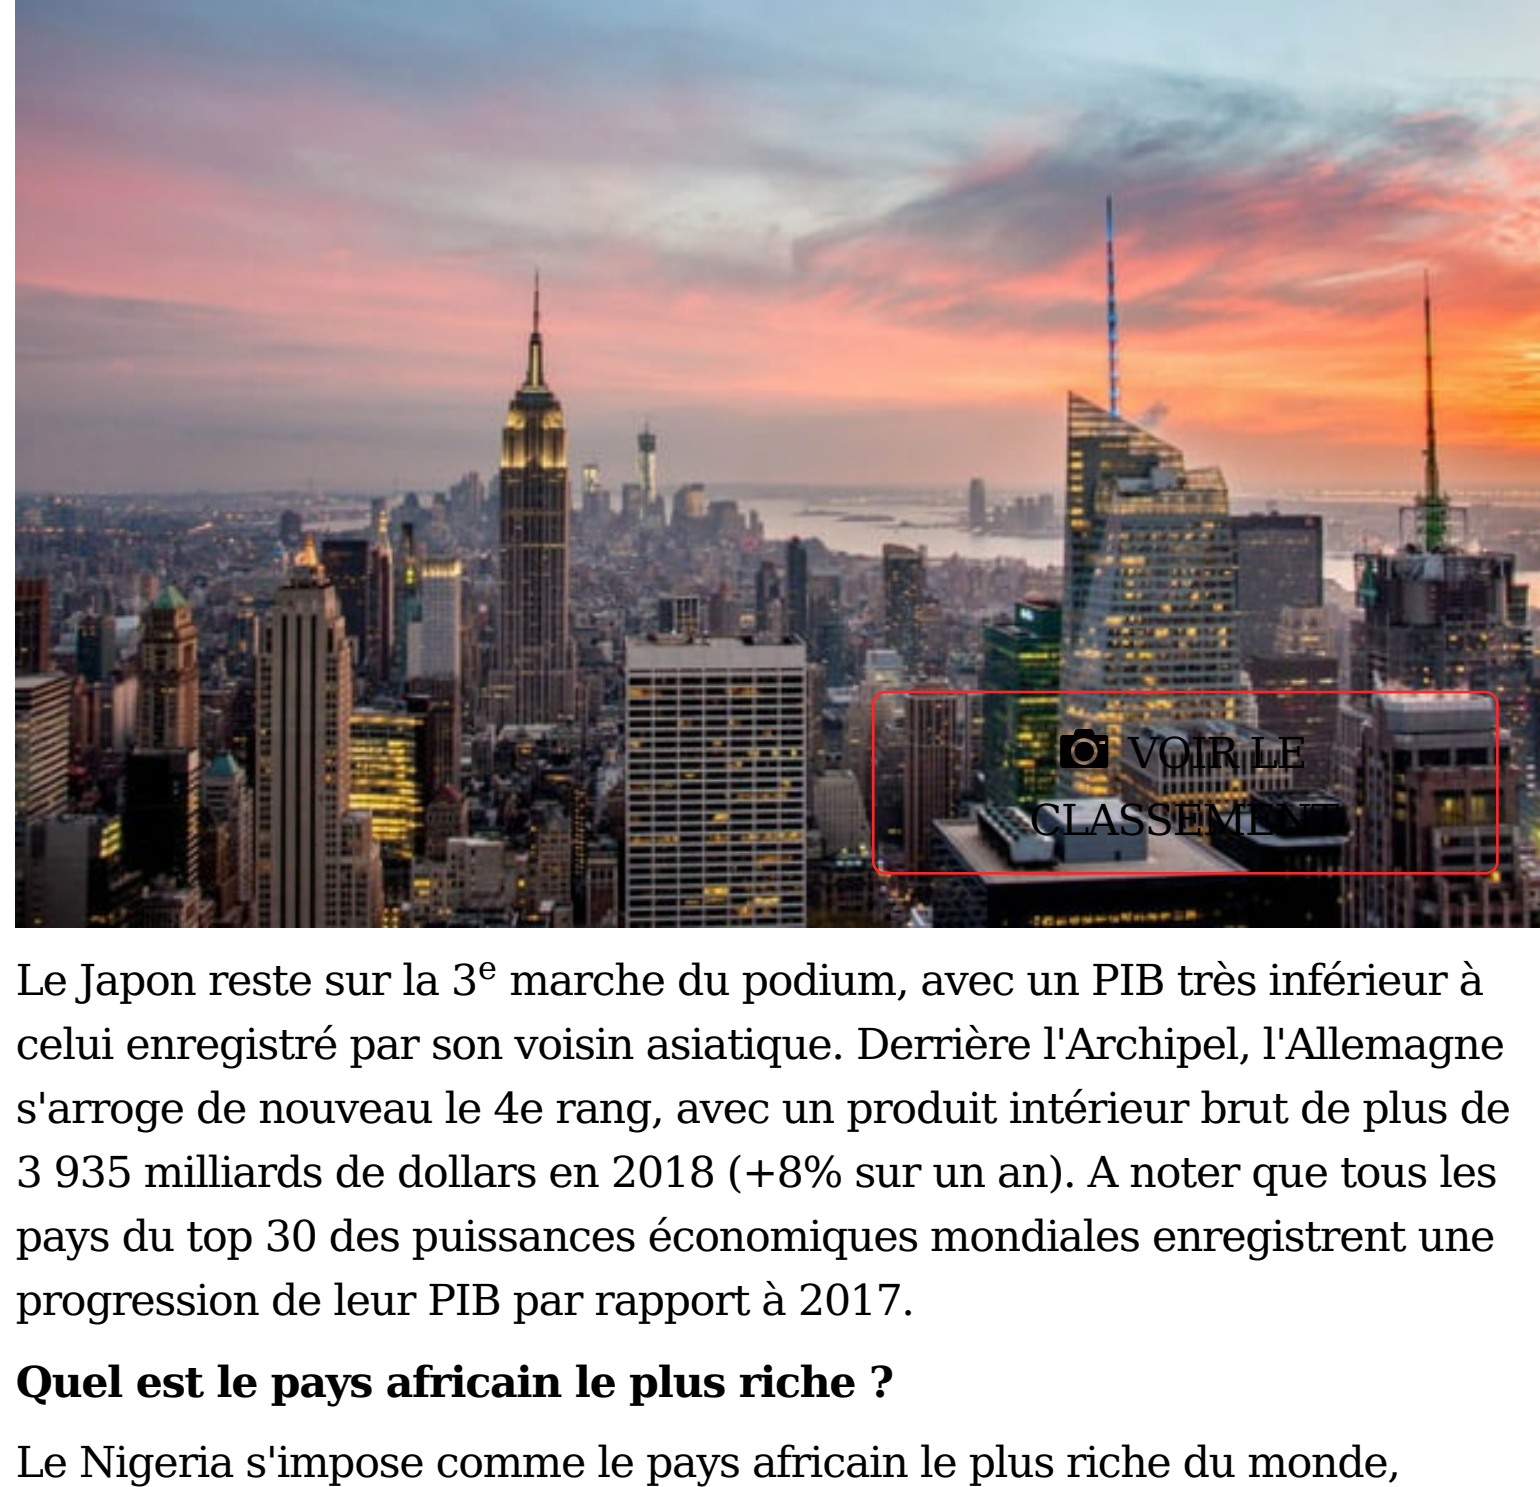 VOIR LE
CLASSEMENT
Le Japon reste sur la 3e marche du podium, avec un PIB très inférieur à
celui enregistré par son voisin asiatique. Derrière l'Archipel, l'Allemagne
s'arroge de nouveau le 4e rang, avec un produit intérieur brut de plus de
3 935 milliards de dollars en 2018 (+8% sur un an). A noter que tous les
pays du top 30 des puissances économiques mondiales enregistrent une
progression de leur PIB par rapport à 2017.
Quel est le pays africain le plus riche ?
Le Nigeria s'impose comme le pays africain le plus riche du monde,